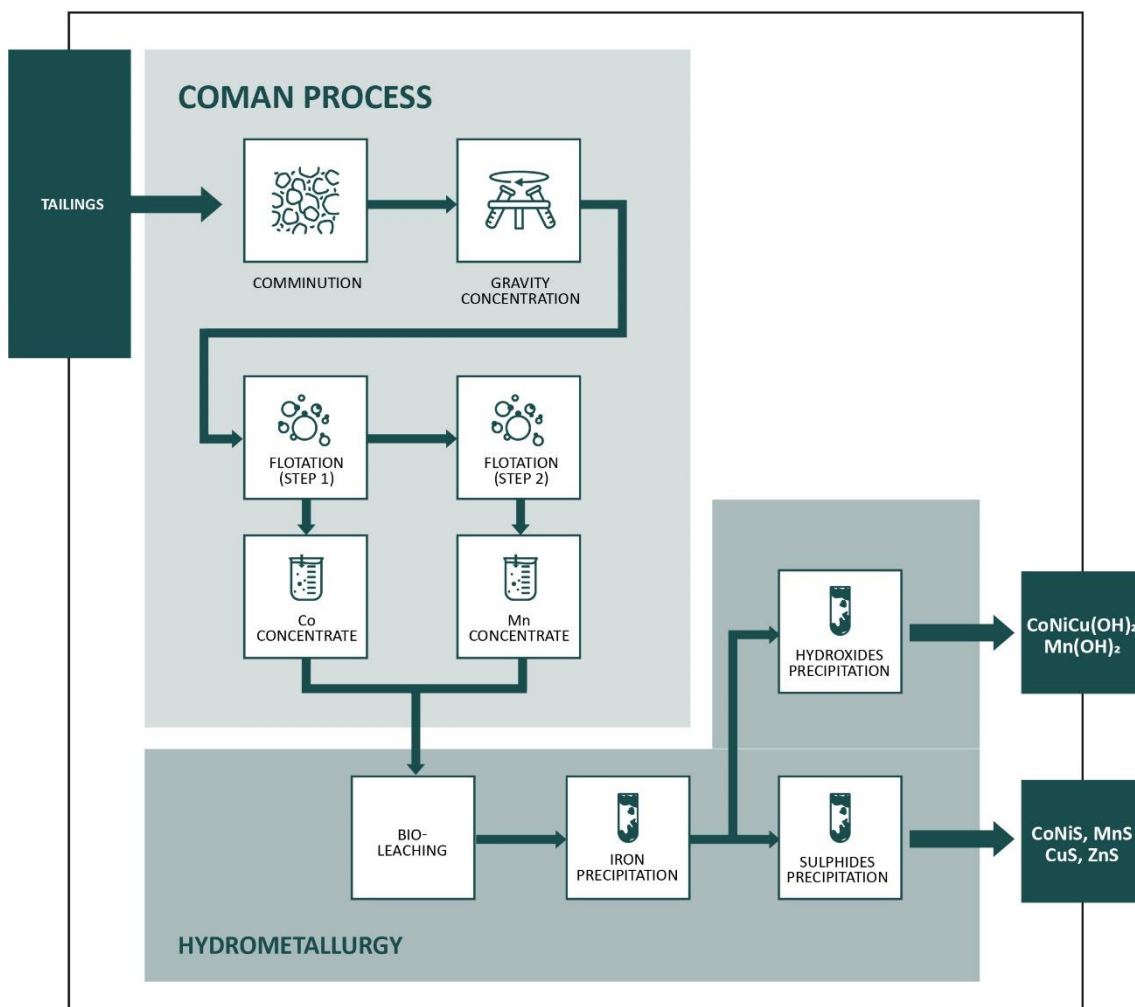 COMAN PROCESS
TAILINGS
COMMINUTION
GRAVITY
CONCENTRATION
FLOTATION
(STEP 1)
FLOTATION
(STEP 2)
Co
CONCENTRATE
Mn
CONCENTRATE
HYDROXIDES
PRECIPITATION
CoNiCu(OH)₂
Mn(OH)₂
BIO-
LEACHING
IRON
PRECIPITATION
SULPHIDES
PRECIPITATION
CoNiS, MnS
CuS, ZnS
HYDROMETALLURGY